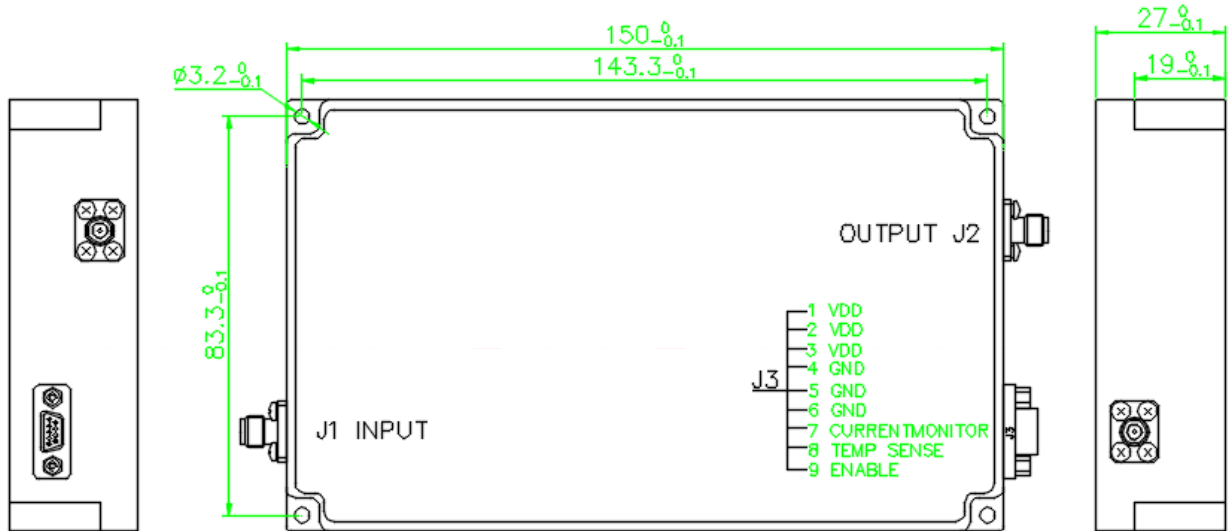 150-0/-0.1
143.3-0/-0.1
27-0/-0.1
19-0/-0.1
Ø3.2-0/-0.1
83.3-0/-0.1
OUTPUT J2
J1 INPUT
J3
1 VDD
2 VDD
3 VDD
4 GND
5 GND
6 GND
7 CURRENTMONITOR
8 TEMP SENSE
9 ENABLE
J3